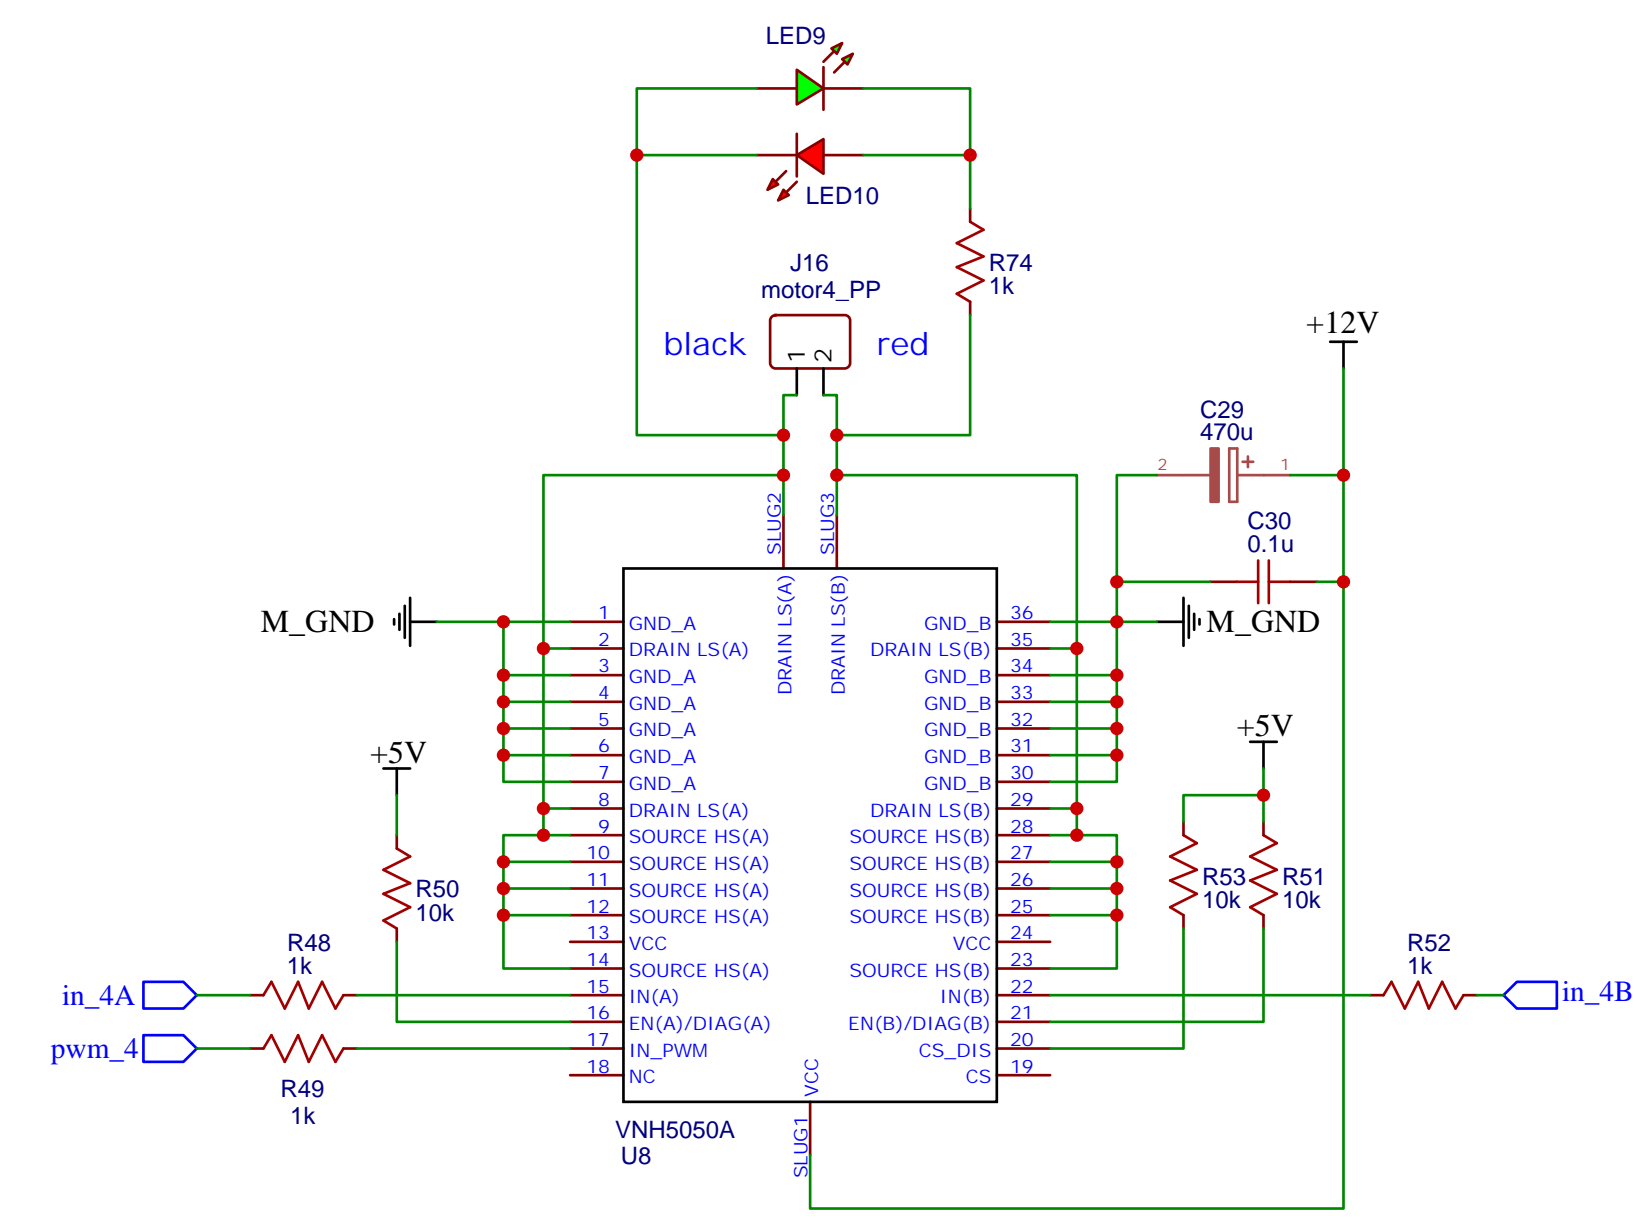 LED9
LED10
R74
1k
J16
motor4_PP
black
1
2
red
+12V
C29
470u
2
+
1
C30
0.1u
SLUG2
SLUG3
DRAIN LS(A)
DRAIN LS(B)
M_GND
M_GND
1 GND_A
2 DRAIN LS(A)
3 GND_A
4 GND_A
5 GND_A
6 GND_A
7 GND_A
8 DRAIN LS(A)
9 SOURCE HS(A)
10 SOURCE HS(A)
11 SOURCE HS(A)
12 SOURCE HS(A)
13 VCC
14 SOURCE HS(A)
15 IN(A)
16 EN(A)/DIAG(A)
17 IN_PWM
18 NC
GND_B 36
DRAIN LS(B) 35
GND_B 34
GND_B 33
GND_B 32
GND_B 31
GND_B 30
DRAIN LS(B) 29
SOURCE HS(B) 28
SOURCE HS(B) 27
SOURCE HS(B) 26
SOURCE HS(B) 25
VCC 24
SOURCE HS(B) 23
IN(B) 22
EN(B)/DIAG(B) 21
CS_DIS 20
CS 19
+5V
R50
10k
+5V
R53
10k
R51
10k
R48
1k
in_4A
pwm_4
R49
1k
R52
1k
in_4B
VCC
SLUG1
VNH5050A
U8